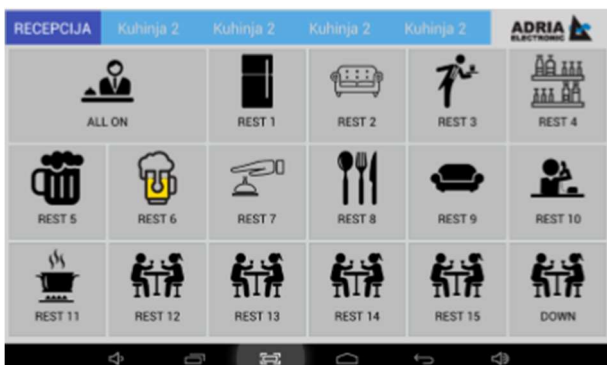 RECEPCIJA Kuhinja 2 Kuhinja 2 Kuhinja 2 Kuhinja 2 ADRIA
ELECTRONIC
ALL ON REST 1 REST 2 REST 3 REST 4
REST 5 REST 6 REST 7 REST 8 REST 9 REST 10
REST 11 REST 12 REST 13 REST 14 REST 15 DOWN